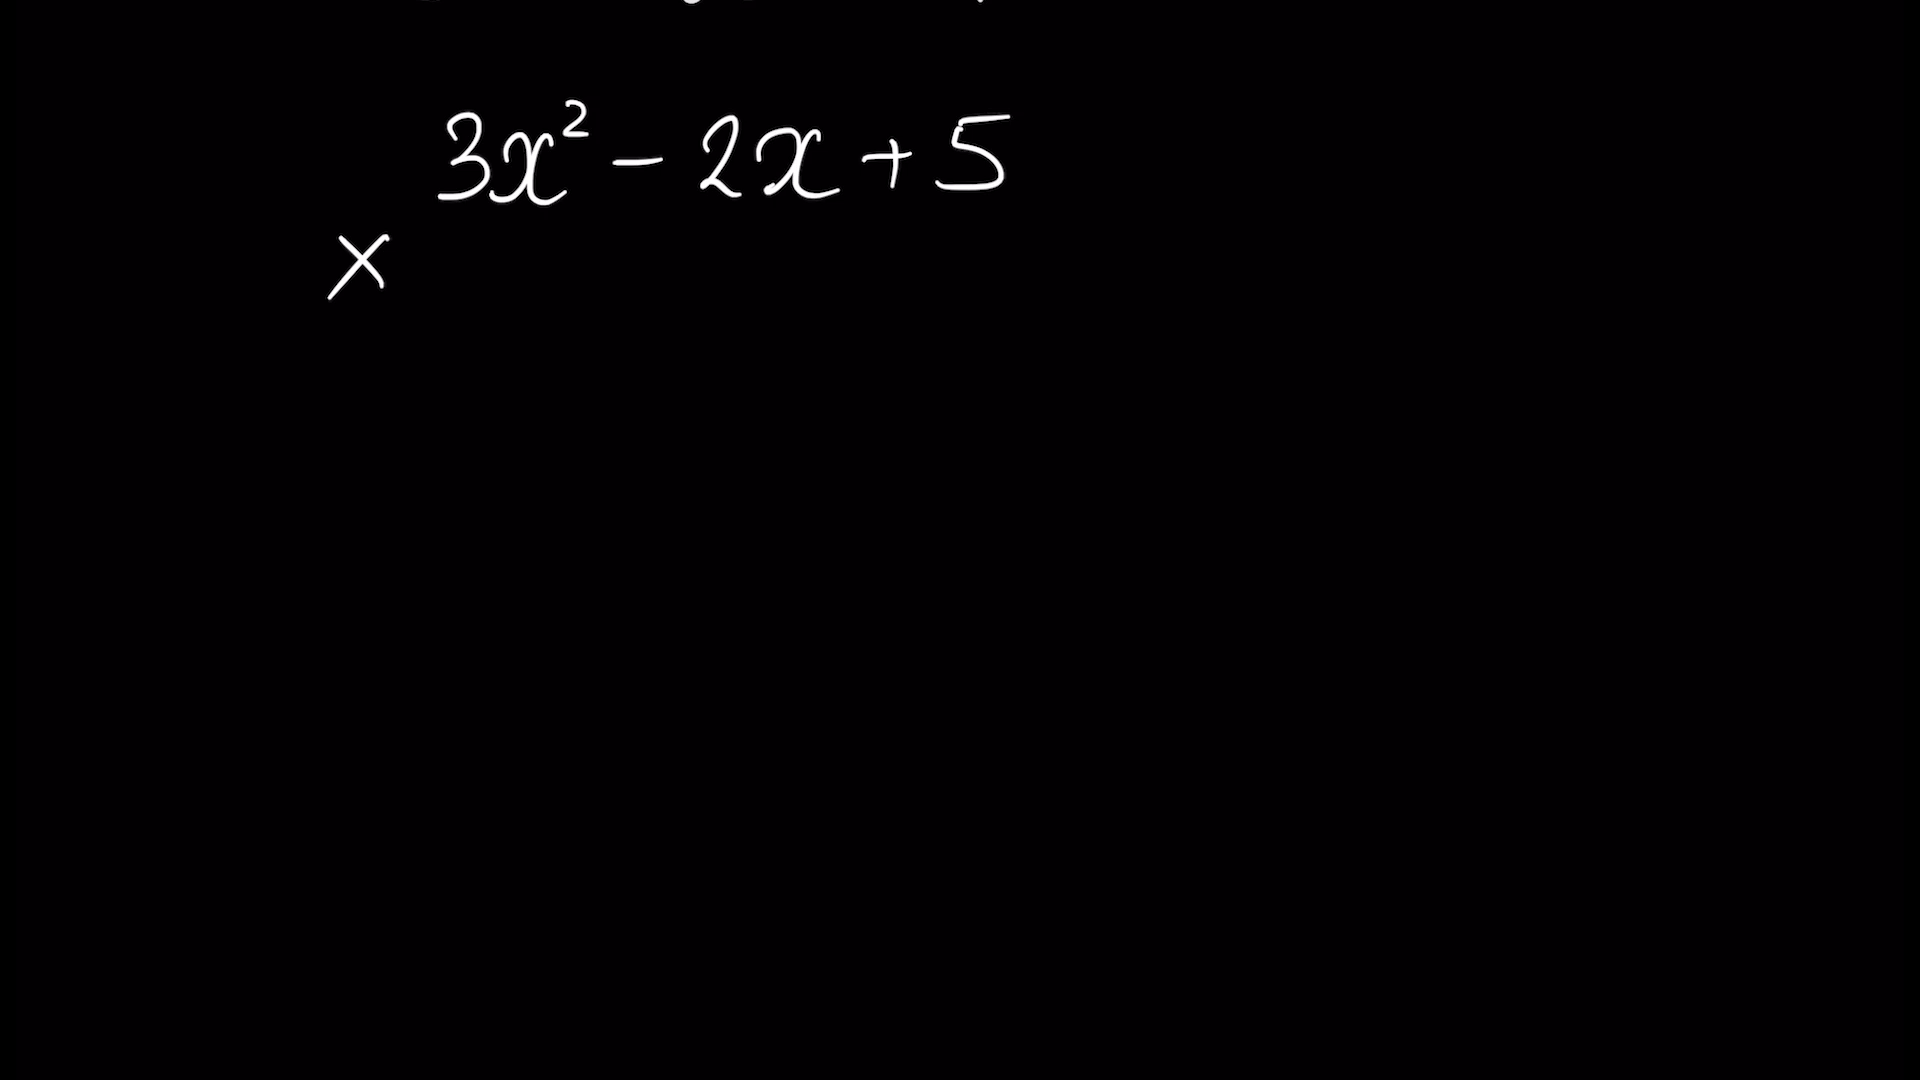 3x² - 2x + 5
×